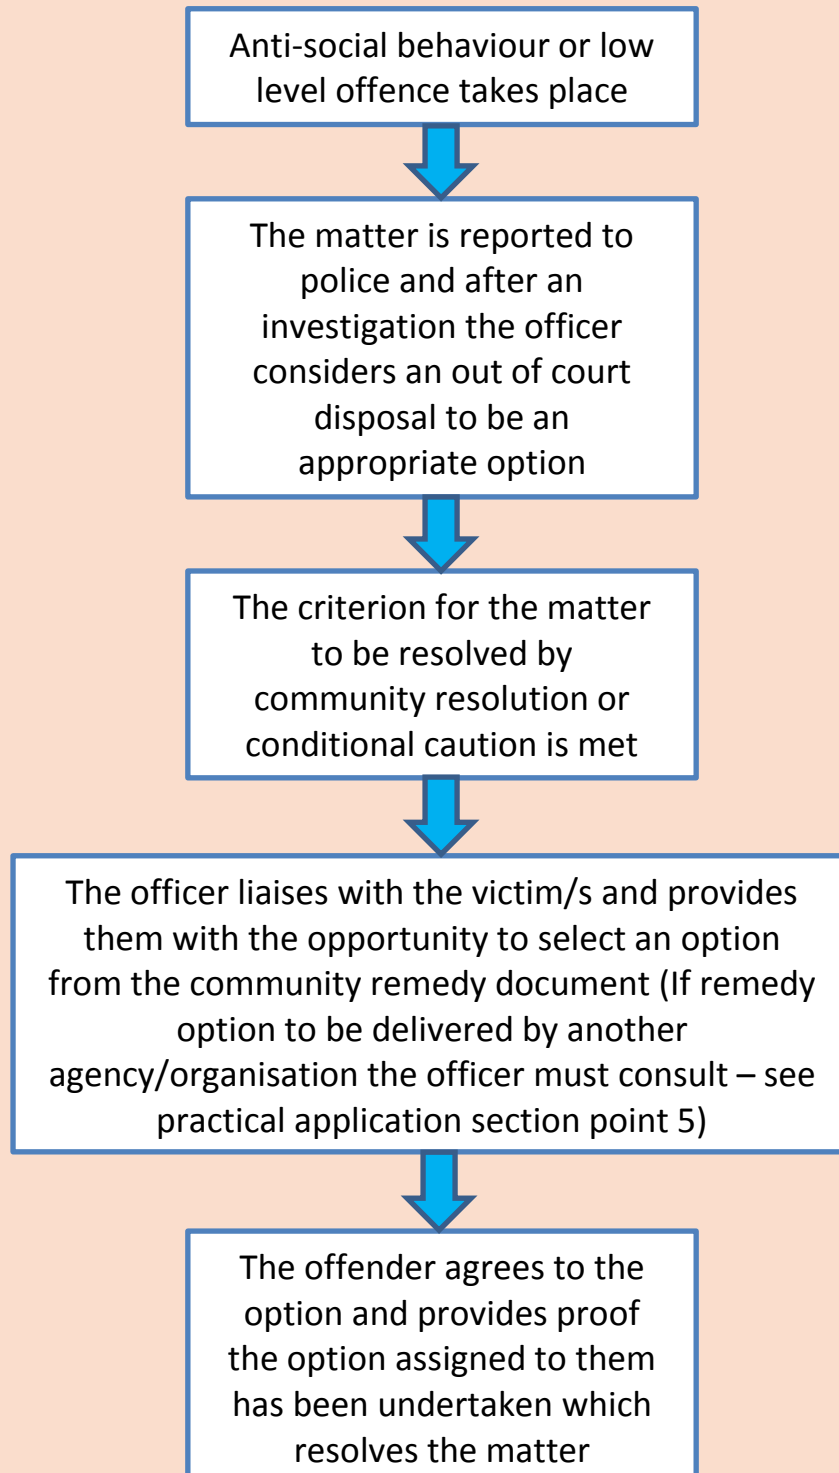 Anti-social behaviour or low
level offence takes place
The matter is reported to
police and after an
investigation the officer
considers an out of court
disposal to be an
appropriate option
The criterion for the matter
to be resolved by
community resolution or
conditional caution is met
The officer liaises with the victim/s and provides
them with the opportunity to select an option
from the community remedy document (If remedy
option to be delivered by another
agency/organisation the officer must consult – see
practical application section point 5)
The offender agrees to the
option and provides proof
the option assigned to them
has been undertaken which
resolves the matter